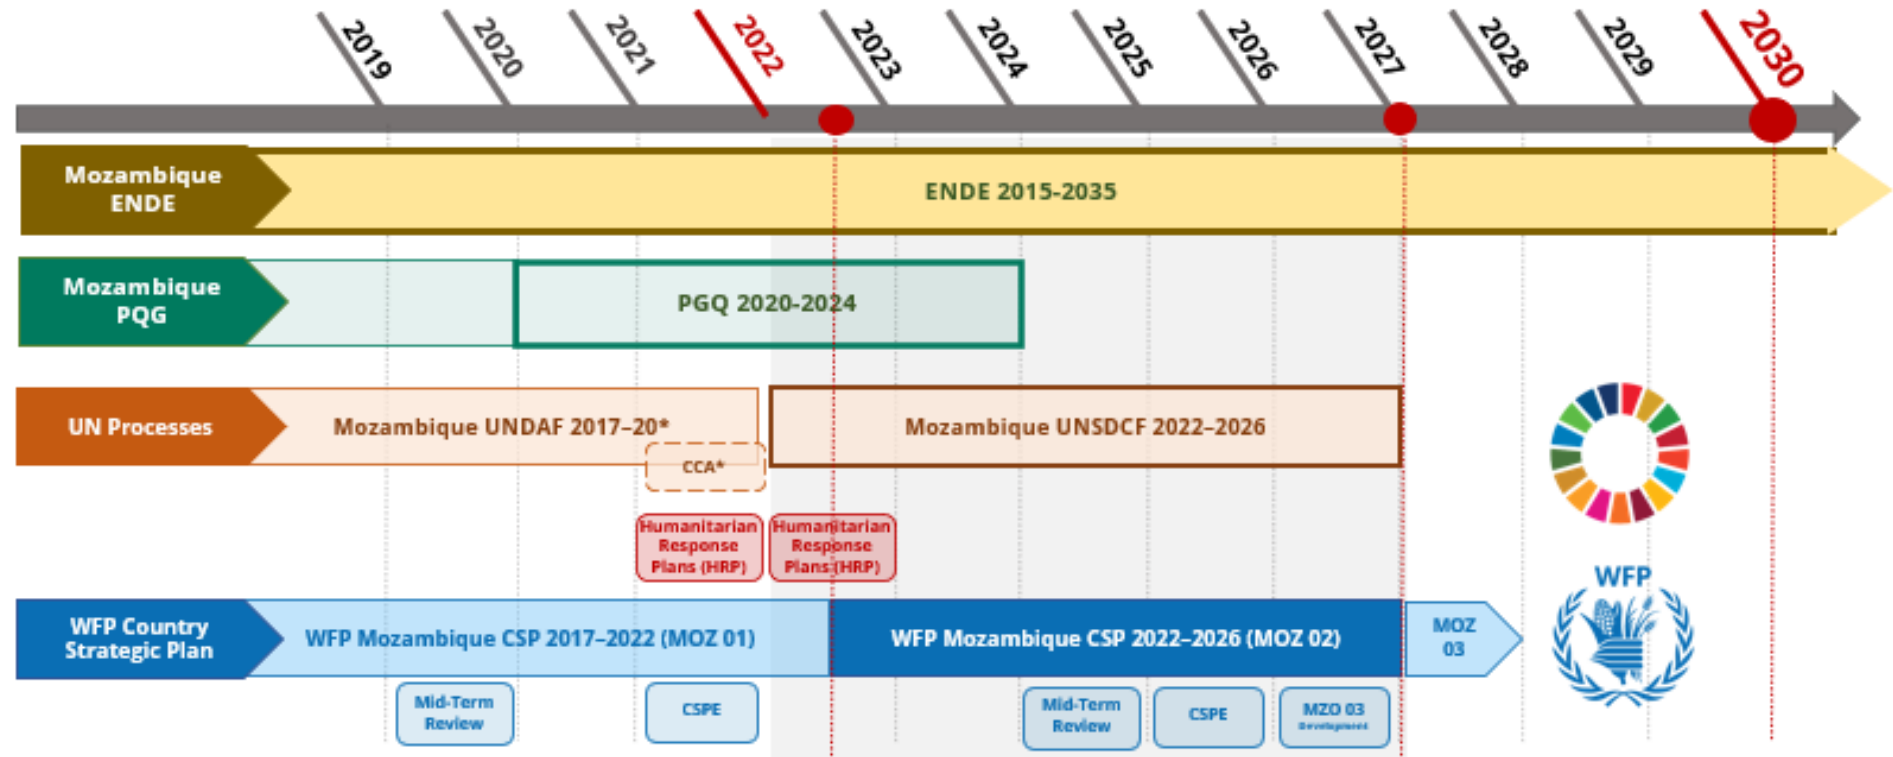 2019
2020
2021
2022
2023
2024
2025
2026
2027
2028
2029
2030
Mozambique
ENDE
ENDE 2015-2035
Mozambique
PQG
PGQ 2020-2024
UN Processes
Mozambique UNDAF 2017–20*
Mozambique UNSDCF 2022–2026
CCA*
Humanitarian
Response
Plans (HRP)
Humanitarian
Response
Plans (HRP)
WFP
WFP Country
Strategic Plan
WFP Mozambique CSP 2017–2022 (MOZ 01)
WFP Mozambique CSP 2022–2026 (MOZ 02)
MOZ
03
Mid-Term
Review
CSPE
Mid-Term
Review
CSPE
MZO 03
Development